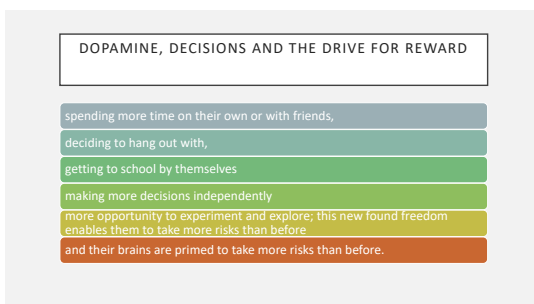 DOPAMINE, DECISIONS AND THE DRIVE FOR REWARD
spending more time on their own or with friends,
deciding to hang out with,
getting to school by themselves
making more decisions independently
more opportunity to experiment and explore; this new found freedom
enables them to take more risks than before
and their brains are primed to take more risks than before.